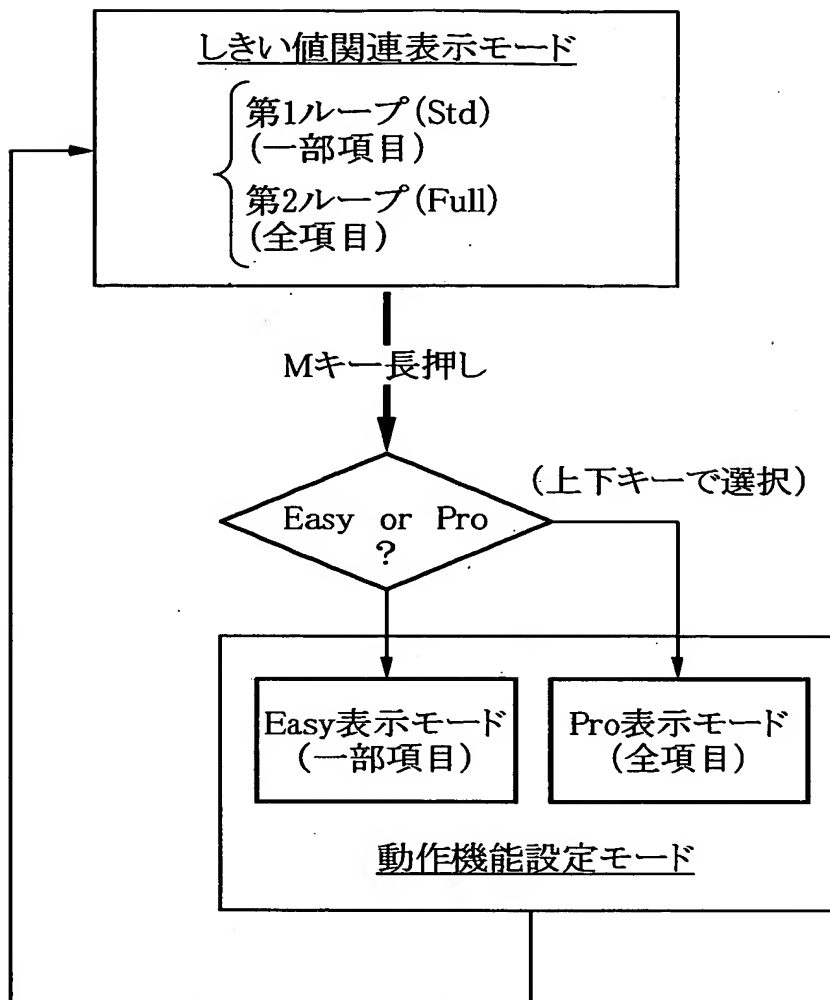 しきい値関連表示モード
第1ループ(Std)
(一部項目)
第2ループ(Full)
(全項目)
Mキー長押し
(上下キーで選択)
Easy or Pro
?
Easy表示モード
(一部項目)
Pro表示モード
(全項目)
動作機能設定モード